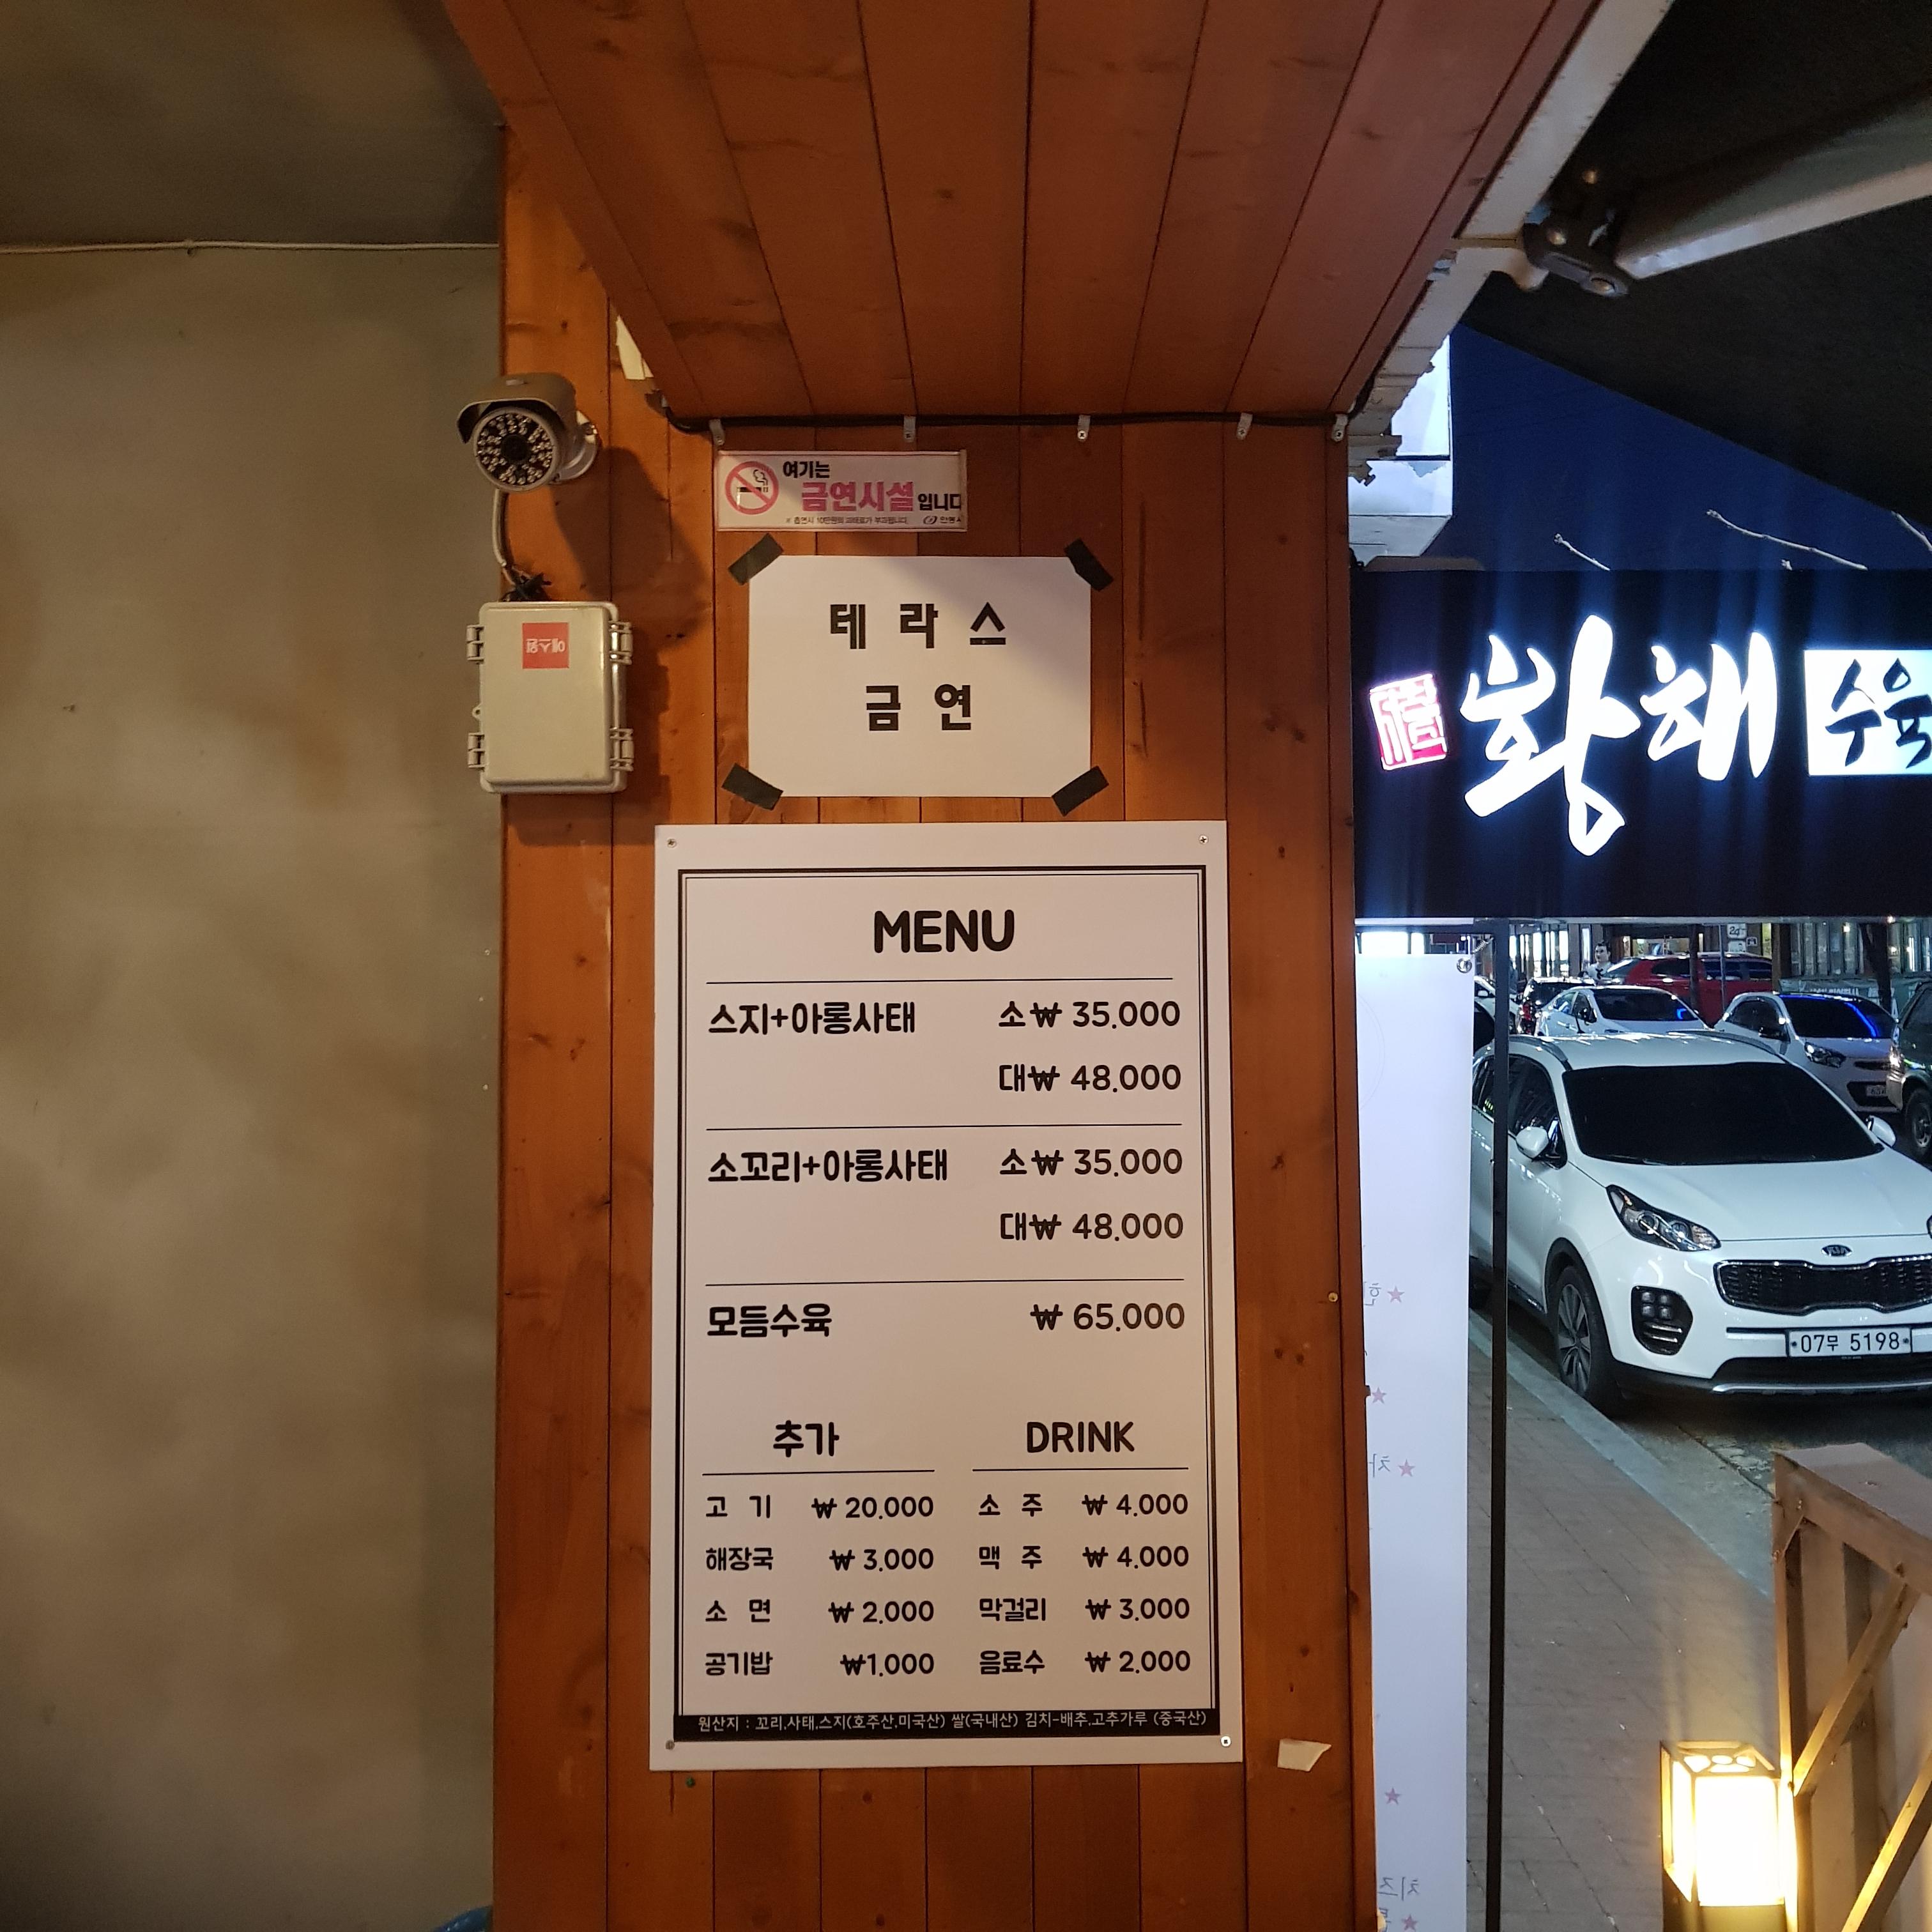 여기는
금연시설입니다
테라스
금연
황해 수육
MENU
스지+아롱사태 소₩ 35,000
대₩ 48,000
소꼬리+아롱사태 소₩ 35,000
대₩ 48,000
모듬수육 ₩ 65,000
추가
고 기 ₩ 20,000
해장국 ₩ 3,000
소 면 ₩ 2,000
공기밥 ₩1,000
DRINK
소 주 ₩ 4,000
맥 주 ₩ 4,000
막걸리 ₩ 3,000
음료수 ₩ 2,000
원산지 : 꼬리,사태,스지(호주산,미국산) 쌀(국내산) 김치-배추,고추가루 (중국산)
KIA
07무 5198